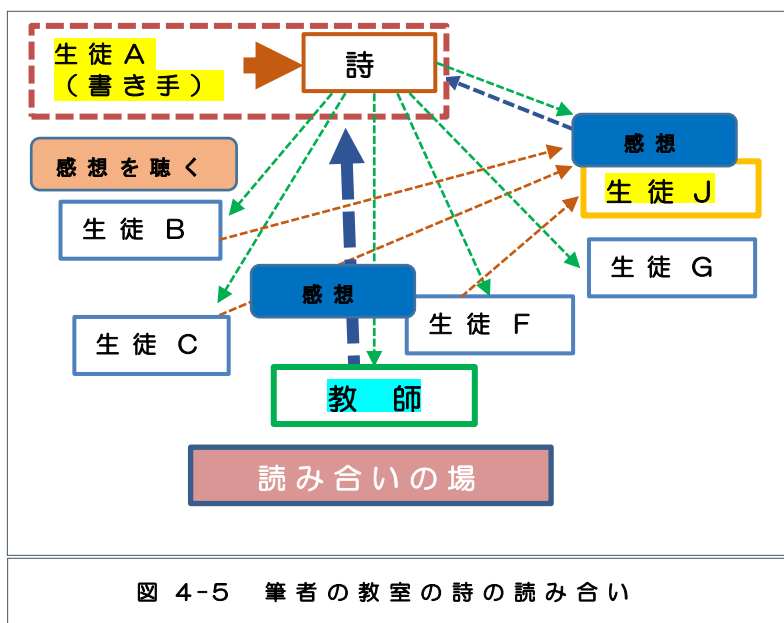 生徒A
（書き手）
詩
感想
感想を聴く
生徒 J
生徒 B
生徒 G
感想
生徒 F
生徒 C
教 師
読み合いの場
図 4-5 筆者の教室の詩の読み合い